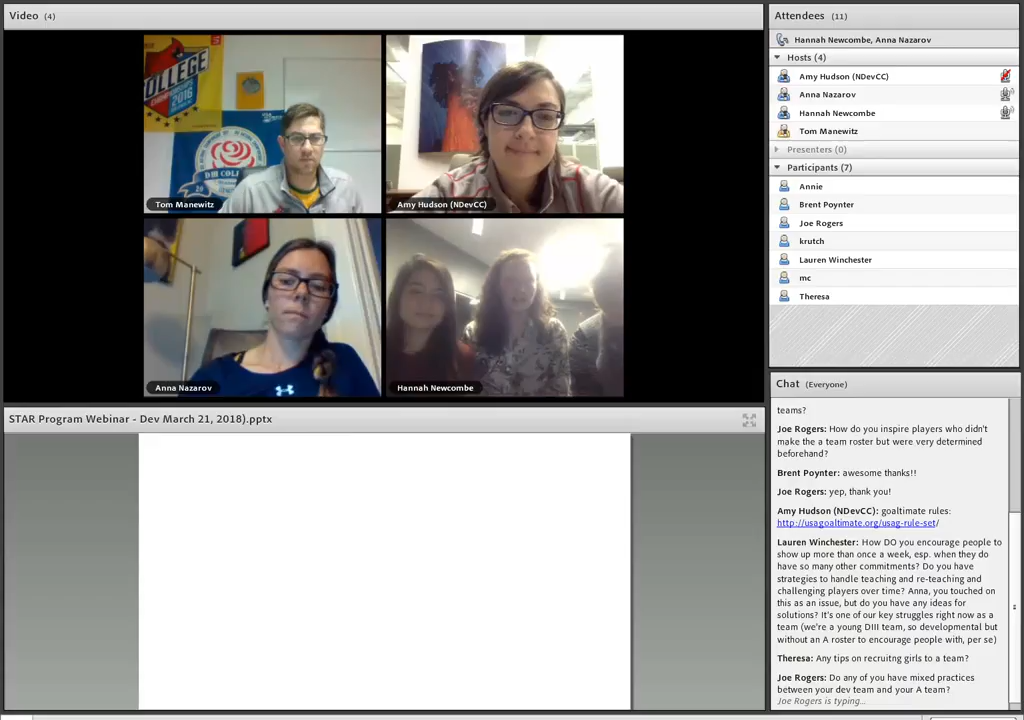 Video (4)
COLLEGE
CHAMPIONSHIPS
2016
DIII COLL
Tom Manewitz
Amy Hudson (NDevCC)
Anna Nazarov
Hannah Newcombe
STAR Program Webinar - Dev March 21, 2018).pptx
Attendees (11)
Hannah Newcombe, Anna Nazarov
Hosts (4)
Amy Hudson (NDevCC)
Anna Nazarov
Hannah Newcombe
Tom Manewitz
Presenters (0)
Participants (7)
Annie
Brent Poynter
Joe Rogers
krutch
Lauren Winchester
mc
Theresa
Chat (Everyone)
teams?
Joe Rogers: How do you inspire players who didn't
make the a team roster but were very determined
beforehand?
Brent Poynter: awesome thanks!!
Joe Rogers: yep, thank you!
Amy Hudson (NDevCC): goaltimate rules:
http://usagoaltimate.org/usag-rule-set/
Lauren Winchester: How DO you encourage people to
show up more than once a week, esp. when they do
have so many other commitments? Do you have
strategies to handle teaching and re-teaching and
challenging players over time? Anna, you touched on
this as an issue, but do you have any ideas for
solutions? It's one of our key struggles right now as a
team (we're a young DIII team, so developmental but
without an A roster to encourage people with, per se)
Theresa: Any tips on recruitng girls to a team?
Joe Rogers: Do any of you have mixed practices
between your dev team and your A team?
Joe Rogers is typing...